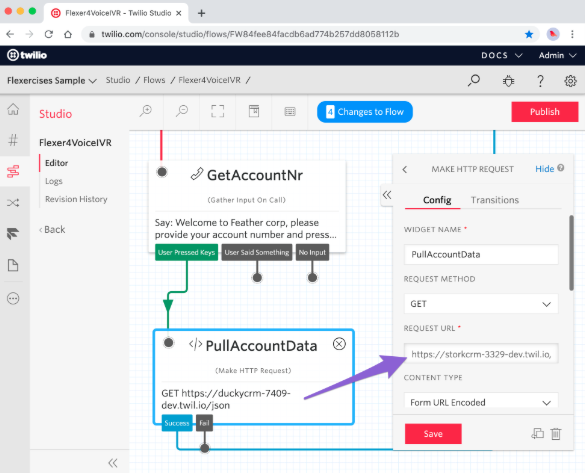 Flexer4VoiceIVR - Twilio Studio
twilio.com/console/studio/flows/FW84fee84facdb6ad774b257dd8058112b
twilio
DOCS
Admin
Flexercises Sample
Studio / Flows / Flexer4VoiceIVR /
Studio
Flexer4VoiceIVR
Editor
Logs
Revision History
Back
4 Changes to Flow
Publish
GetAccountNr
(Gather Input On Call)
Say: Welcome to Feather corp, please
provide your account number and press...
User Pressed Keys
User Said Something
No Input
</> PullAccountData
(Make HTTP Request)
GET https://duckycrm-7409-
dev.twil.io/json
Success
Fail
MAKE HTTP REQUEST
Hide
Config
Transitions
WIDGET NAME *
PullAccountData
REQUEST METHOD
GET
REQUEST URL *
https://storkcrm-3329-dev.twil.io,
CONTENT TYPE
Form URL Encoded
Save